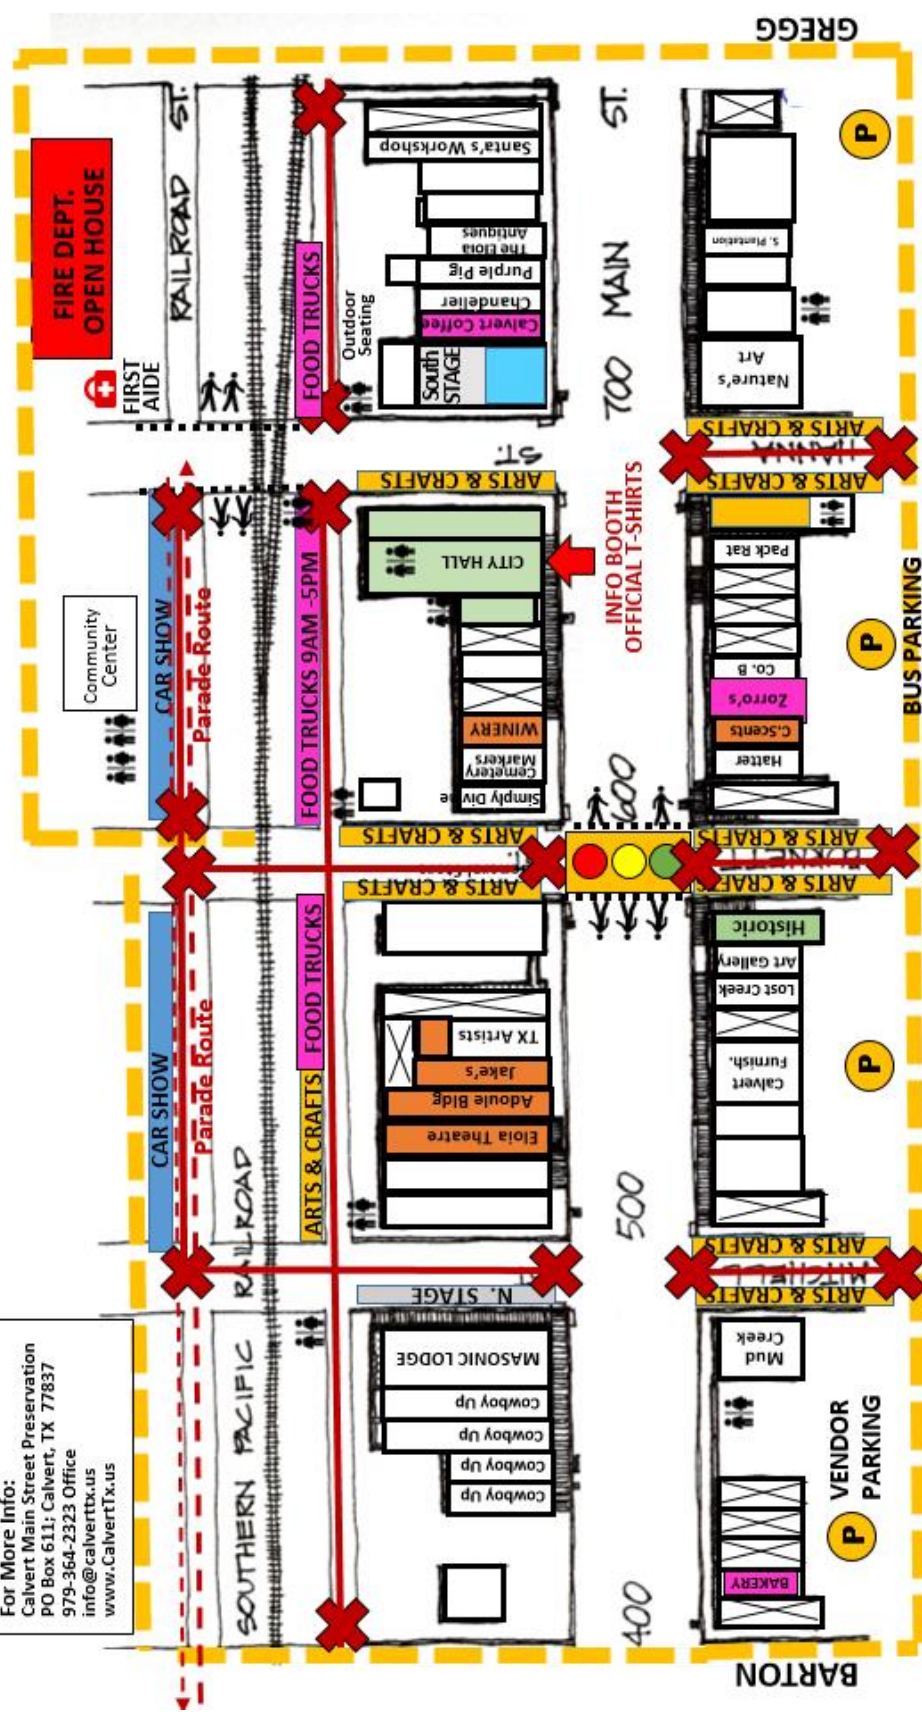 GREGG
FIRE DEPT.
OPEN HOUSE
FIRST
AIDE
RAILROAD ST.
FOOD TRUCKS
Outdoor
Seating
Santa's Workshop
The Eloia
Antiques
Purple Pig
Chandelier
Calvert Coffee
South
STAGE
700 MAIN ST.
S. Plantation
Nature's
Art
P
ARTS & CRAFTS
HANNA
ARTS & CRAFTS
ST.
ARTS & CRAFTS
Community
Center
CAR SHOW
Parade Route
FOOD TRUCKS 9AM -5PM
CITY HALL
WINERY
Cemetery
Markers
Simply Divine
INFO BOOTH
OFFICIAL T-SHIRTS
600
Pack Rat
Co. B
Zorro's
C.Scents
Hatter
P
BUS PARKING
ARTS & CRAFTS
ARTS & CRAFTS
ARTS & CRAFTS
BURNETT
ARTS & CRAFTS
CAR SHOW
Parade Route
FOOD TRUCKS
ARTS & CRAFTS
TX Artists
Jake's
Adoule Bldg
Eloia Theatre
500
Historic
Art Gallery
Lost Creek
Calvert
Furnish.
P
ARTS & CRAFTS
MITCHELL
ARTS & CRAFTS
N. STAGE
SOUTHERN PACIFIC RAILROAD
MASONIC LODGE
Cowboy Up
Cowboy Up
Cowboy Up
Cowboy Up
400
Mud
Creek
BAKERY
P
VENDOR
PARKING
BARTON
For More Info:
Calvert Main Street Preservation
PO Box 611; Calvert, TX 77837
979-364-2323 Office
info@calverttx.us
www.CalvertTx.us